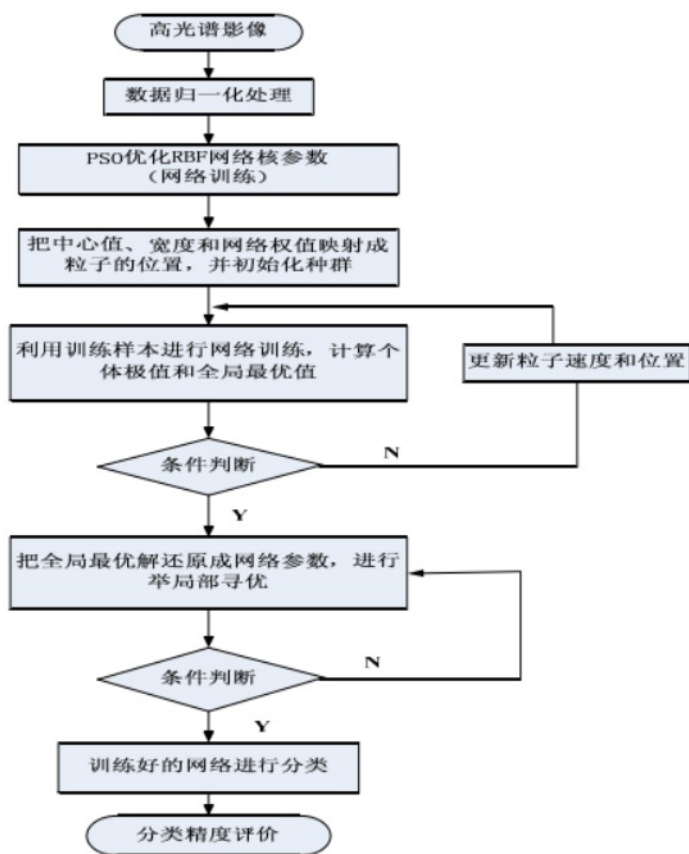 高光谱影像
数据归一化处理
PSO优化RBF网络核参数
(网络训练)
把中心值、宽度和网络权值映射成
粒子的位置，并初始化种群
利用训练样本进行网络训练，计算个
体极值和全局最优值
更新粒子速度和位置
条件判断
N
Y
把全局最优解还原成网络参数，进行
举局部寻优
条件判断
N
Y
训练好的网络进行分类
分类精度评价